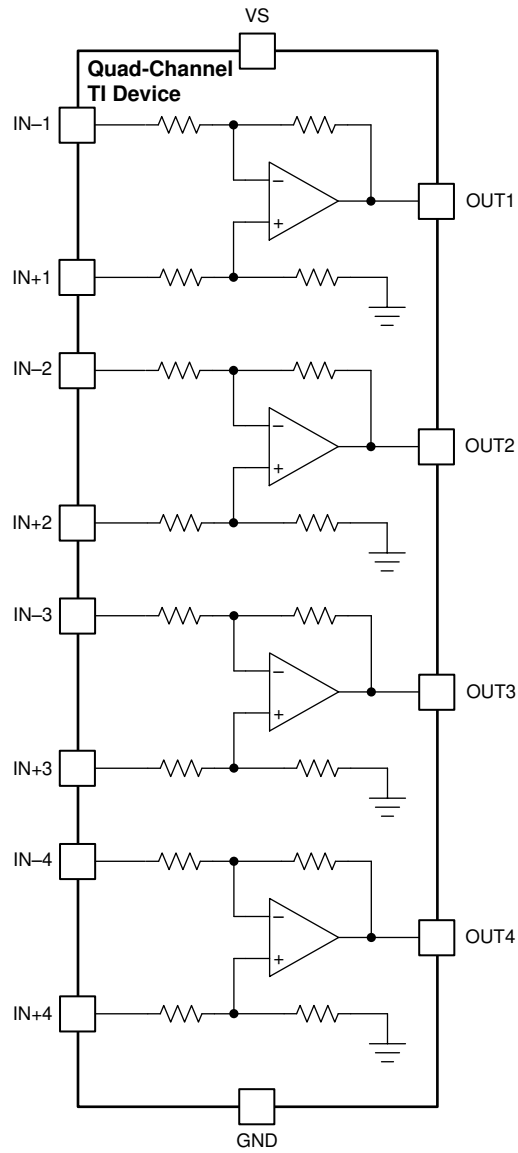 VS
Quad-Channel
TI Device
IN–1
−
+
OUT1
IN+1
IN–2
−
+
OUT2
IN+2
IN–3
−
+
OUT3
IN+3
IN–4
−
+
OUT4
IN+4
GND